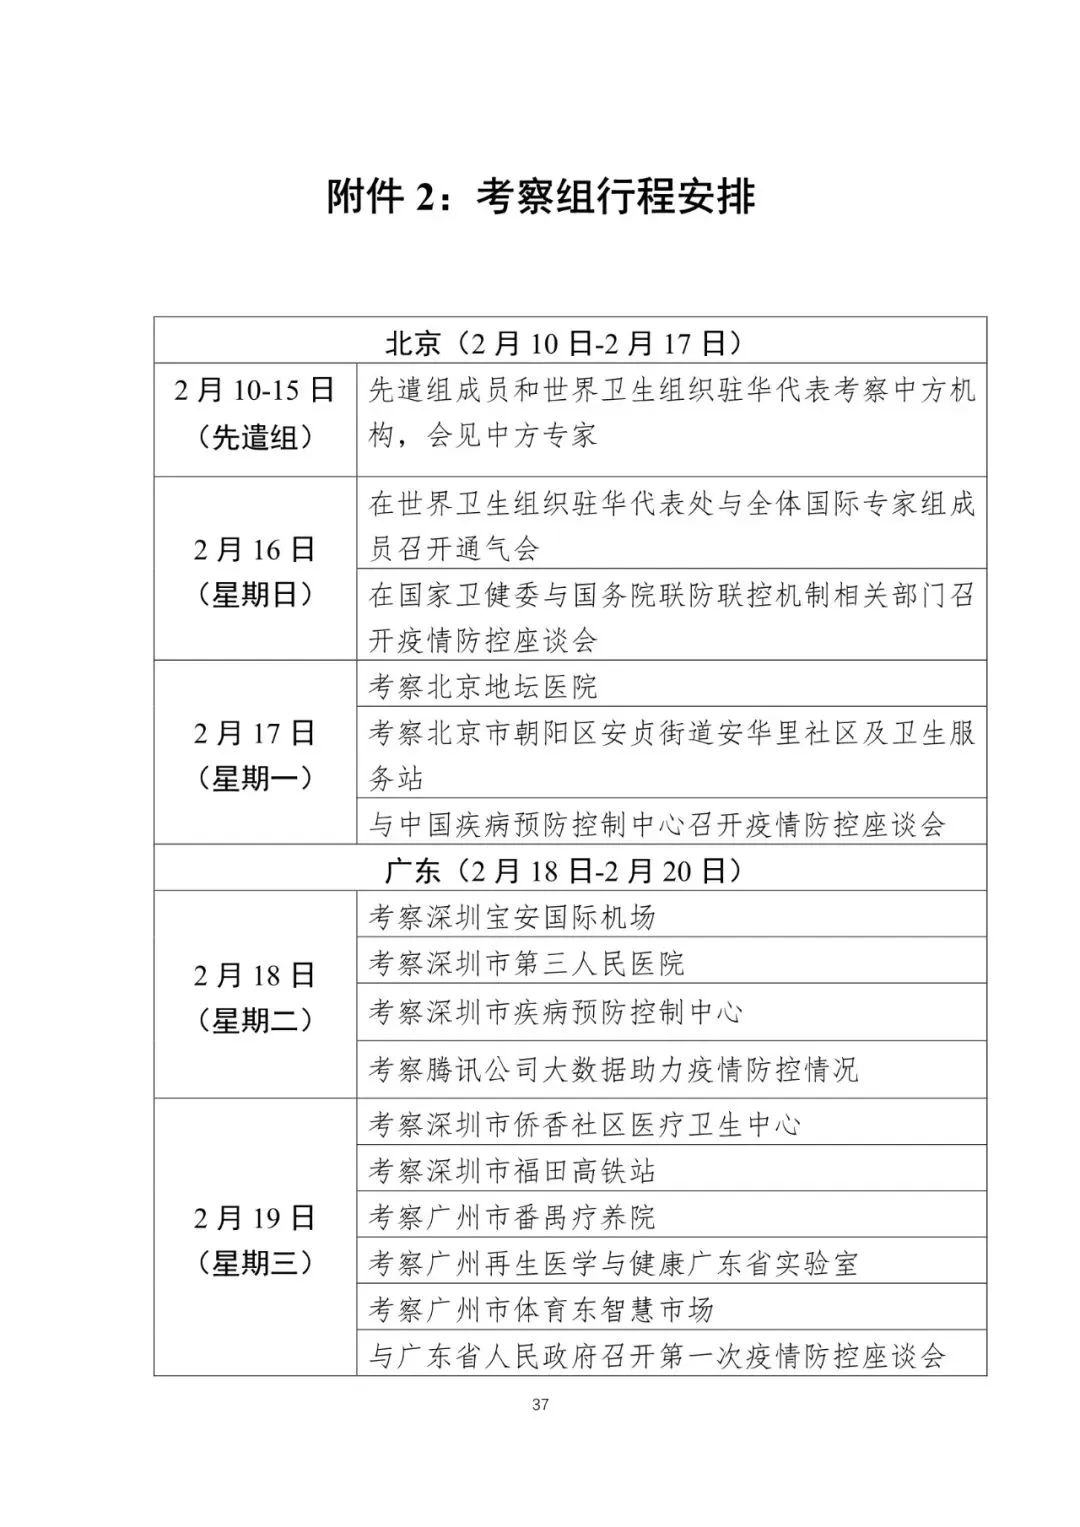 附件 2：考察组行程安排
北京（2 月 10 日-2 月 17 日）
2 月 10-15 日
（先遣组）
先遣组成员和世界卫生组织驻华代表考察中方机
构，会见中方专家
2 月 16 日
（星期日）
在世界卫生组织驻华代表处与全体国际专家组成
员召开通气会
在国家卫健委与国务院联防联控机制相关部门召
开疫情防控座谈会
2 月 17 日
（星期一）
考察北京地坛医院
考察北京市朝阳区安贞街道安华里社区及卫生服
务站
与中国疾病预防控制中心召开疫情防控座谈会
广东（2 月 18 日-2 月 20 日）
2 月 18 日
（星期二）
考察深圳宝安国际机场
考察深圳市第三人民医院
考察深圳市疾病预防控制中心
考察腾讯公司大数据助力疫情防控情况
2 月 19 日
（星期三）
考察深圳市侨香社区医疗卫生中心
考察深圳市福田高铁站
考察广州市番禺疗养院
考察广州再生医学与健康广东省实验室
考察广州市体育东智慧市场
与广东省人民政府召开第一次疫情防控座谈会
37